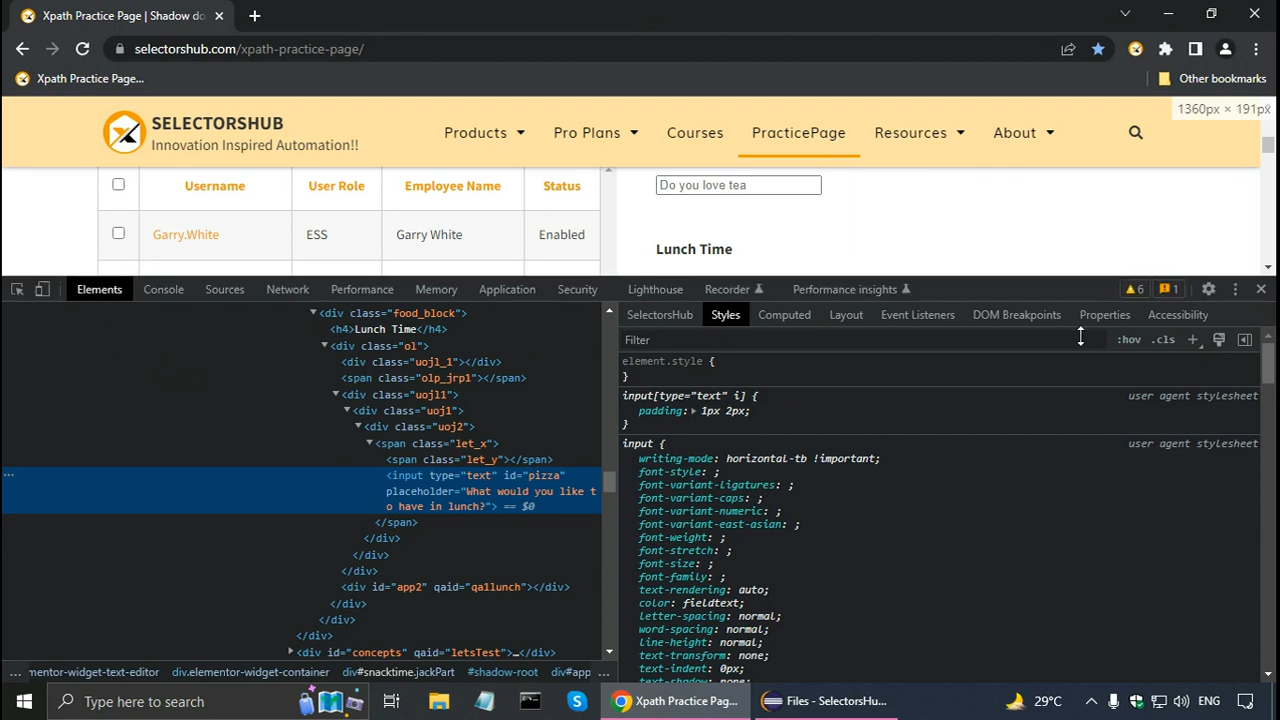 Xpath Practice Page | Shadow do
selectorshub.com/xpath-practice-page/
Xpath Practice Page...
Other bookmarks
1360px × 191px
SELECTORSHUB
Innovation Inspired Automation!!
Products
Pro Plans
Courses
PracticePage
Resources
About
Username
User Role
Employee Name
Status
Garry.White
ESS
Garry White
Enabled
Do you love tea
Lunch Time
Elements
Console
Sources
Network
Performance
Memory
Application
Security
Lighthouse
Recorder
Performance insights
6
1
<div class="food_block">
<h4>Lunch Time</h4>
<div class="ol">
<div class="uojl_1"></div>
<span class="olp_jrp1"></span>
<div class="uojl1">
<div class="uoj1">
<div class="uoj2">
<span class="let_x">
<span class="let_y"></span>
<input type="text" id="pizza"
placeholder="What would you like t
o have in lunch?"> == $0
</span>
</div>
</div>
</div>
<div id="app2" qaid="qallunch"></div>
</div>
</div>
</div>
<div id="concepts" qaid="letsTest">…</div>
mentor-widget-text-editor
div.elementor-widget-container
div#snacktime.jackPart
#shadow-root
div#app
SelectorsHub
Styles
Computed
Layout
Event Listeners
DOM Breakpoints
Properties
Accessibility
Filter
:hov
.cls
element.style {
}
input[type="text" i] {
user agent stylesheet
padding: 1px 2px;
}
input {
user agent stylesheet
writing-mode: horizontal-tb !important;
font-style: ;
font-variant-ligatures: ;
font-variant-caps: ;
font-variant-numeric: ;
font-variant-east-asian: ;
font-weight: ;
font-stretch: ;
font-size: ;
font-family: ;
text-rendering: auto;
color: fieldtext;
letter-spacing: normal;
word-spacing: normal;
line-height: normal;
text-transform: none;
text-indent: 0px;
text-shadow: none;
Type here to search
Xpath Practice Pag...
Files - SelectorsHu...
29°C
ENG